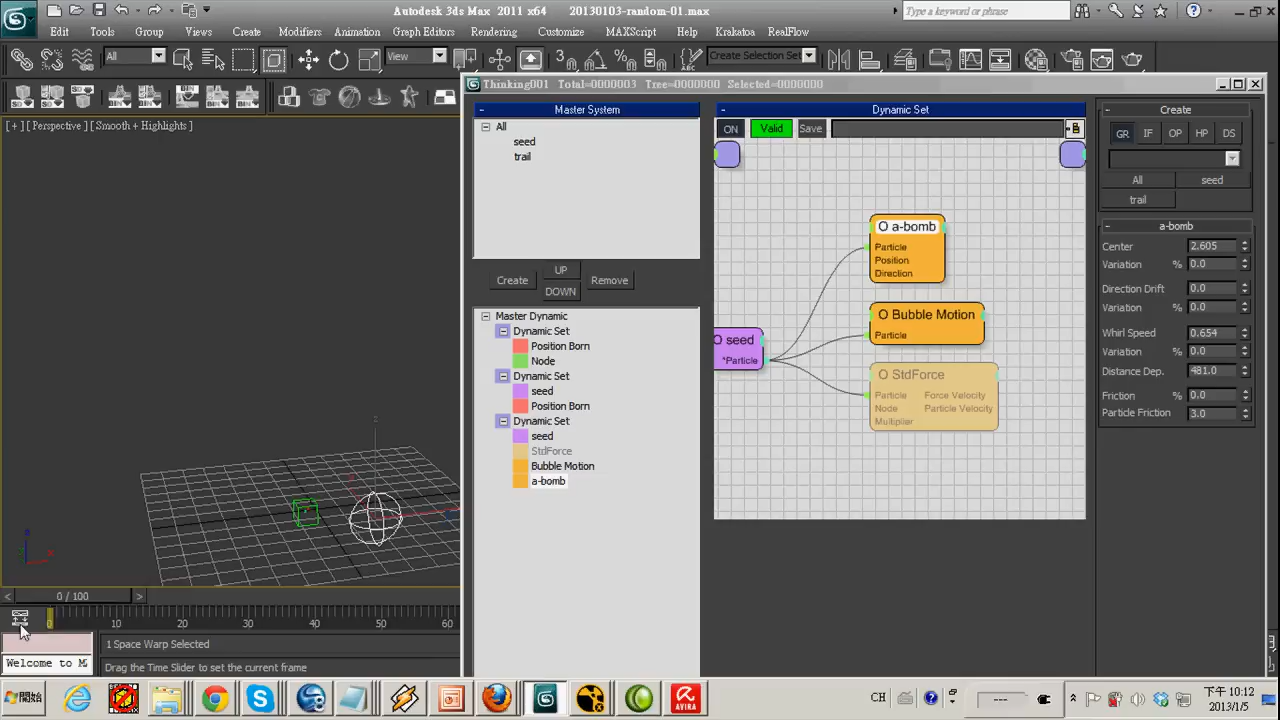 Autodesk 3ds Max 2011 x64 20130103-random-01.max
Type a keyword or phrase
Edit Tools Group Views Create Modifiers Animation Graph Editors Rendering Customize MAXScript Help Krakatoa RealFlow
All View Create Selection Set
[ + ] [ Perspective ] [ Smooth + Highlights ]
Thinking001 Total=0000003 Tree=0000000 Selected=0000000
Master System
All
seed
trail
Create UP DOWN Remove
Master Dynamic
Dynamic Set
Position Born
Node
Dynamic Set
seed
Position Born
Dynamic Set
seed
StdForce
Bubble Motion
a-bomb
Dynamic Set
ON Valid Save B
O a-bomb
Particle
Position
Direction
O Bubble Motion
Particle
O seed
*Particle
O StdForce
Particle Force Velocity
Node Particle Velocity
Multiplier
Create
GR IF OP HP DS
All seed
trail
a-bomb
Center 2.605
Variation % 0.0
Direction Drift 0.0
Variation % 0.0
Whirl Speed 0.654
Variation % 0.0
Distance Dep. 481.0
Friction % 0.0
Particle Friction 3.0
0 / 100
0 10 20 30 40 50 60
1 Space Warp Selected
Welcome to M
Drag the Time Slider to set the current frame
開始
AVIRA
CH
下午 10:12
2013/1/5